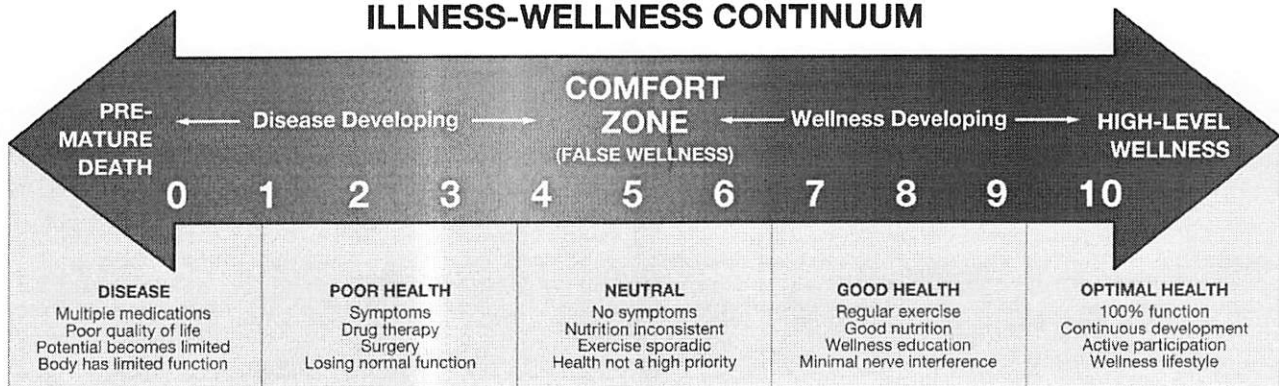 ILLNESS-WELLNESS CONTINUUM
PRE-
MATURE
DEATH
Disease Developing
COMFORT
ZONE
(FALSE WELLNESS)
Wellness Developing
HIGH-LEVEL
WELLNESS
0 1 2 3 4 5 6 7 8 9 10
DISEASE
Multiple medications
Poor quality of life
Potential becomes limited
Body has limited function
POOR HEALTH
Symptoms
Drug therapy
Surgery
Losing normal function
NEUTRAL
No symptoms
Nutrition inconsistent
Exercise sporadic
Health not a high priority
GOOD HEALTH
Regular exercise
Good nutrition
Wellness education
Minimal nerve interference
OPTIMAL HEALTH
100% function
Continuous development
Active participation
Wellness lifestyle